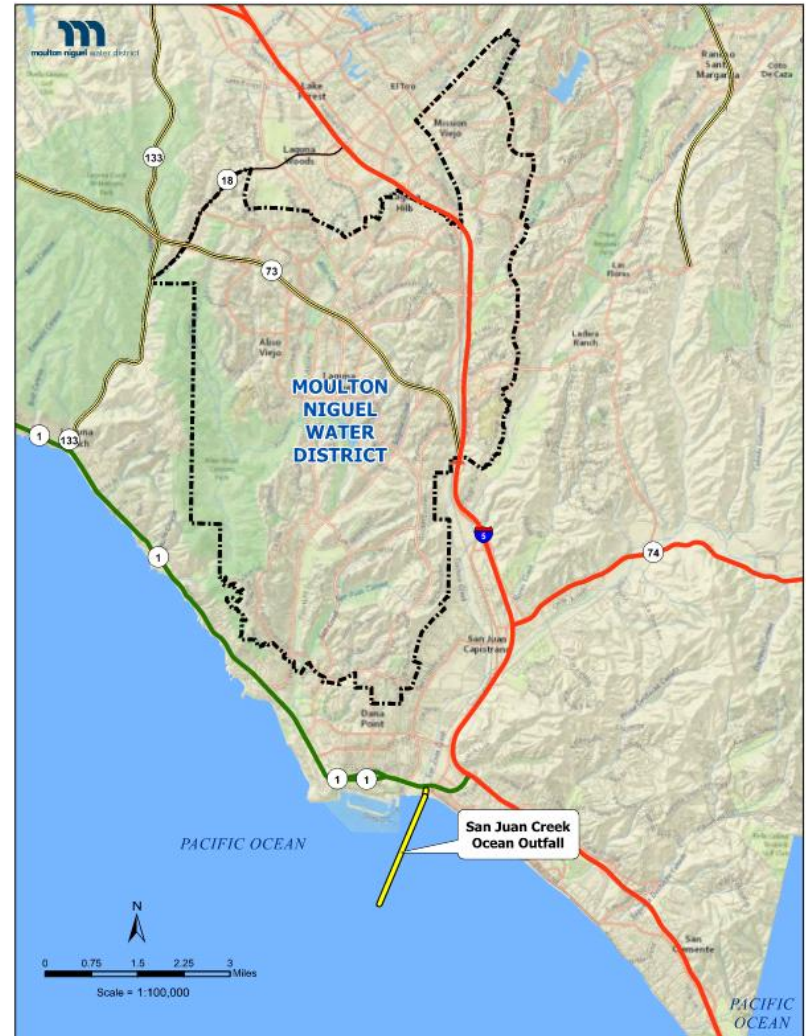 moulton niguel water district
Rancho
Santa
Margarita
Coto
De Caza
Lake
Forest
El Toro
Mission
Viejo
133
Laguna
Woods
18
Hills
73
Las
Flores
Aliso
Viejo
Ladera
Ranch
Laguna
MOULTON
NIGUEL
WATER
DISTRICT
1
133
1
5
74
San Juan
Capistrano
Dana
Point
1
1
San Juan Creek
Ocean Outfall
PACIFIC OCEAN
N
0 0.75 1.5 2.25 3
Miles
Scale = 1:100,000
San
Clemente
PACIFIC
OCEAN